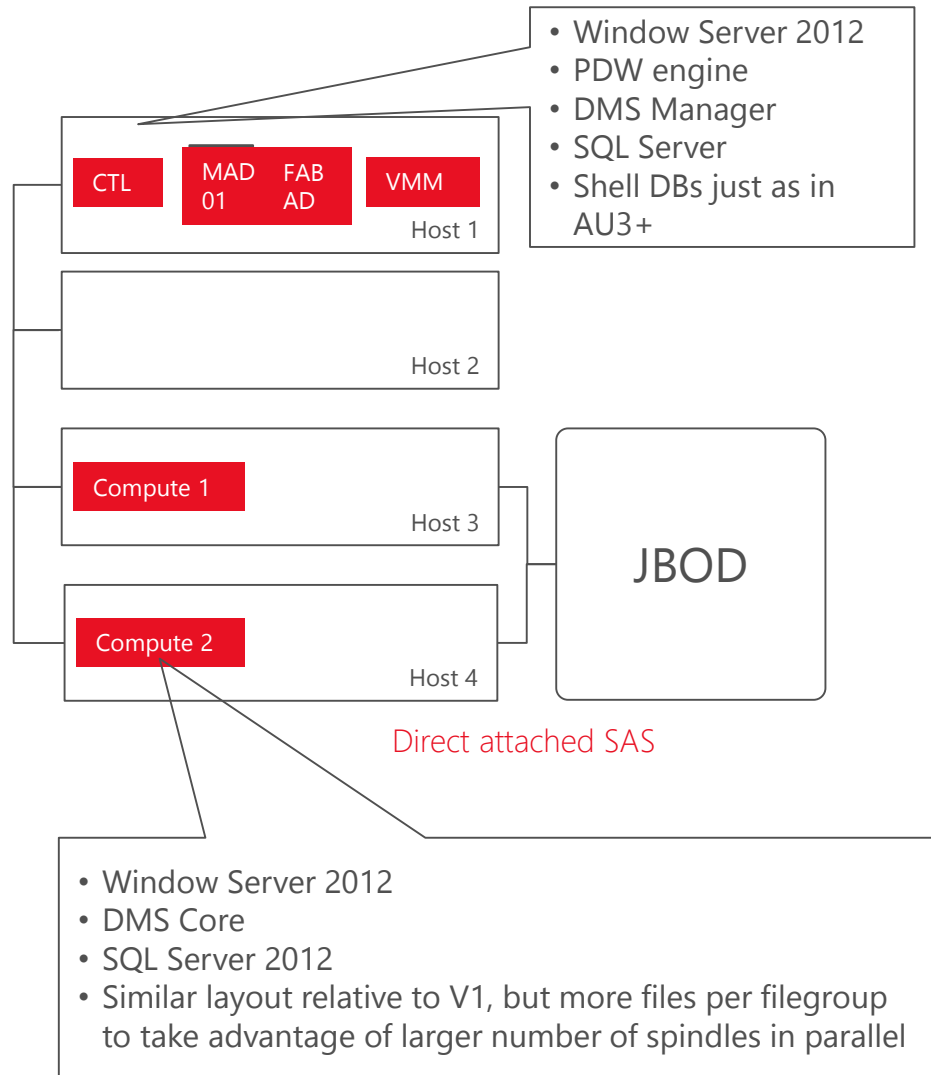 • Window Server 2012
• PDW engine
• DMS Manager
• SQL Server
• Shell DBs just as in
AU3+
CTL
MAD
01
FAB
AD
VMM
Host 1
Host 2
Compute 1
Host 3
JBOD
Compute 2
Host 4
Direct attached SAS
• Window Server 2012
• DMS Core
• SQL Server 2012
• Similar layout relative to V1, but more files per filegroup
to take advantage of larger number of spindles in parallel